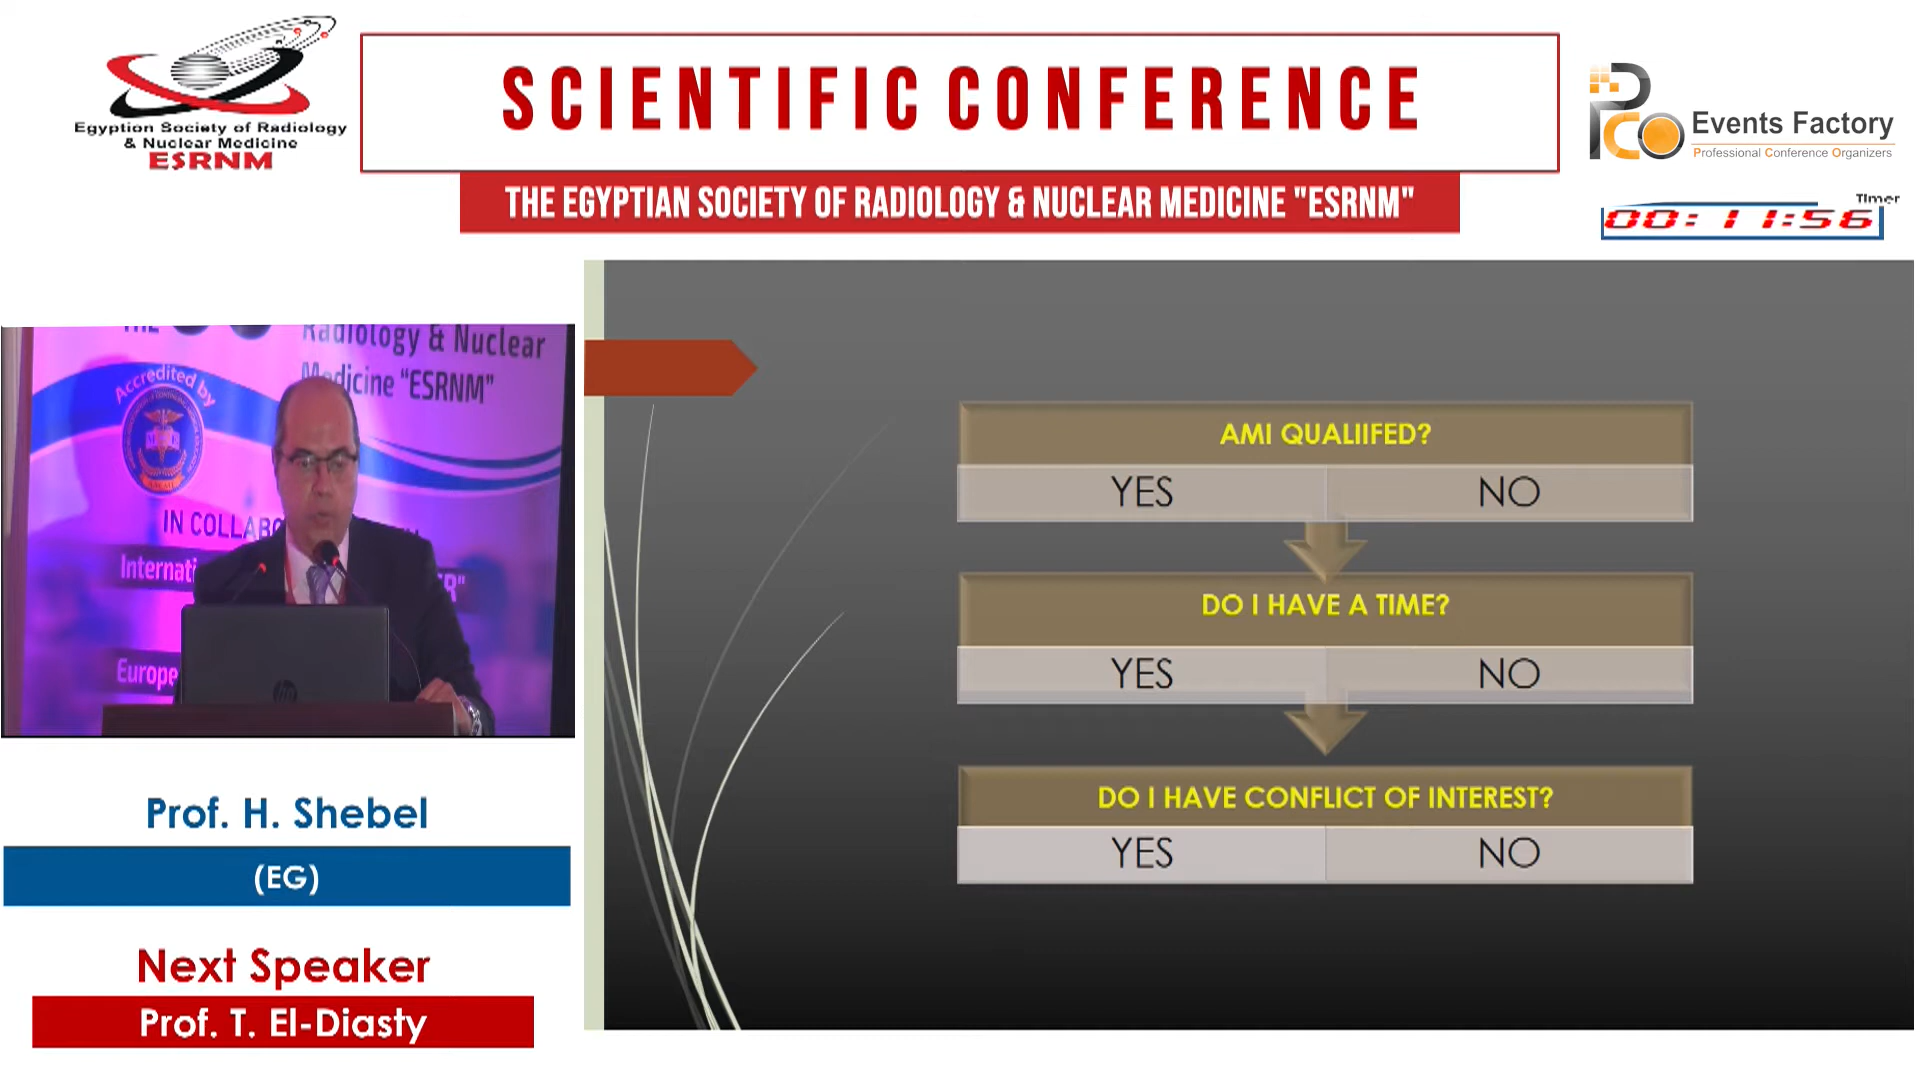 SCIENTIFIC CONFERENCE
Egyptian Society of Radiology
& Nuclear Medicine
ESRNM
Events Factory
Professional Conference Organizers
THE EGYPTIAN SOCIETY OF RADIOLOGY & NUCLEAR MEDICINE "ESRNM"
Timer
00:11:56
THE
Radiology & Nuclear
Medicine “ESRNM”
Accredited by
IN COLLABO
Internati
Europe
hp
AMI QUALIIFED?
YES NO
DO I HAVE A TIME?
YES NO
DO I HAVE CONFLICT OF INTEREST?
YES NO
Prof. H. Shebel
(EG)
Next Speaker
Prof. T. El-Diasty